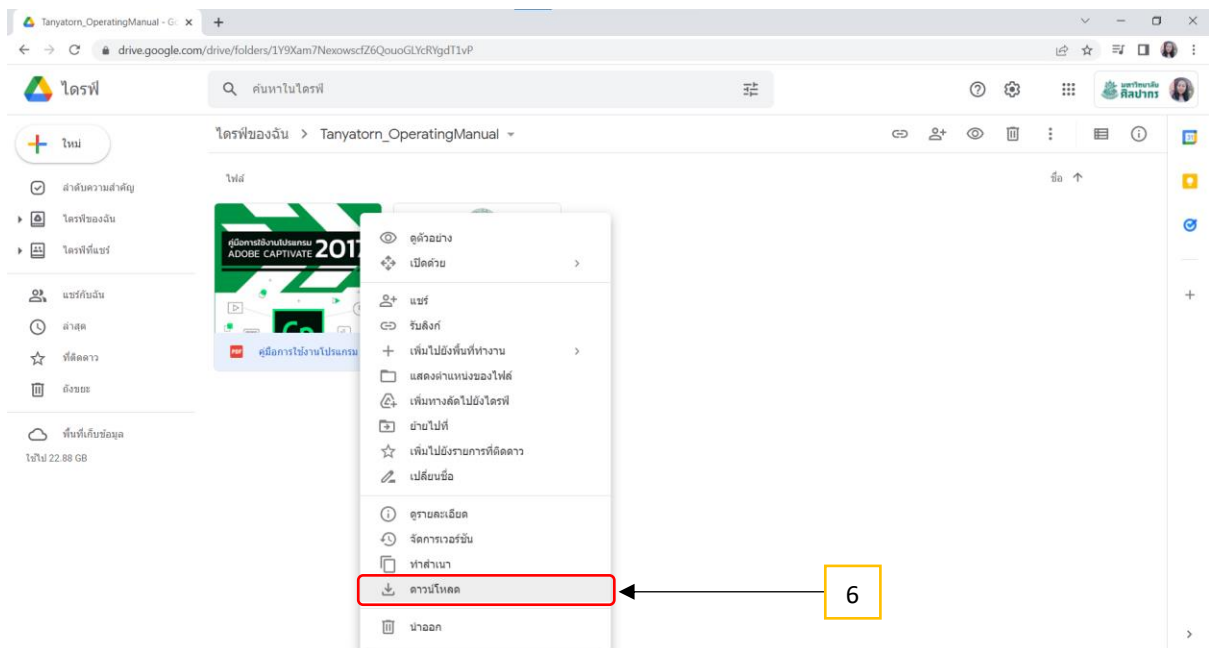 Tanyatorn_OperatingManual - Go
drive.google.com/drive/folders/1Y9Xam7NexowscfZ6QouoGLYcRYgdT1vP
ไดรฟ์
ค้นหาในไดรฟ์
มหาวิทยาลัย
ศิลปากร
ใหม่
ไดรฟ์ของฉัน > Tanyatorn_OperatingManual
ลำดับความสำคัญ
ไดรฟ์ของฉัน
ไดรฟ์ที่แชร์
แชร์กับฉัน
ล่าสุด
ที่ติดดาว
ถังขยะ
พื้นที่เก็บข้อมูล
ใช้ไป 22.88 GB
ไฟล์
ชื่อ
คู่มือการใช้งานโปรแกรม
ADOBE CAPTIVATE 2017
Cp
PDF
คู่มือการใช้งานโปรแกรม
ดูตัวอย่าง
เปิดด้วย
แชร์
รับลิงก์
เพิ่มไปยังพื้นที่ทำงาน
แสดงตำแหน่งของไฟล์
เพิ่มทางลัดไปยังไดรฟ์
ย้ายไปที่
เพิ่มไปยังรายการที่ติดดาว
เปลี่ยนชื่อ
ดูรายละเอียด
จัดการเวอร์ชัน
ทำสำเนา
ดาวน์โหลด
นำออก
6